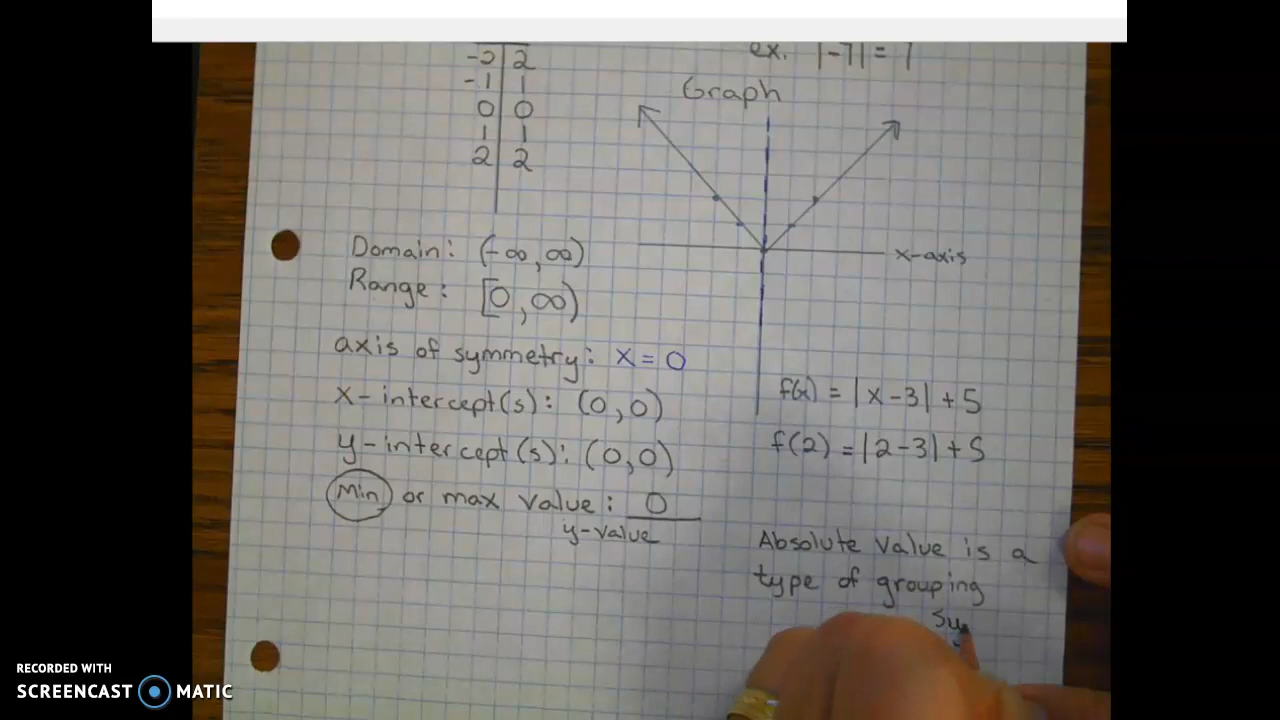 -2 2
-1 1
0 0
1 1
2 2
ex. |-7| = 7
Graph
x-axis
Domain: (-∞,∞)
Range: [0,∞)
axis of symmetry: x = 0
x-intercept(s): (0,0)
y-intercept(s): (0,0)
Min or max value: 0
y-value
f(x) = |x-3|+5
f(2) = |2-3|+5
Absolute value is a
type of grouping
RECORDED WITH
SCREENCAST MATIC